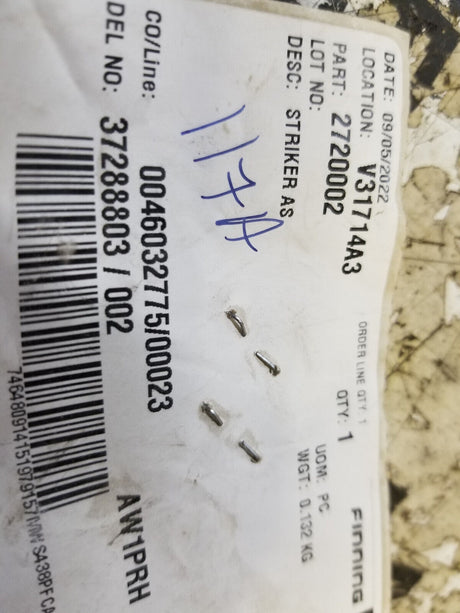 DATE: 09/05/2022
LOCATION: V31714A3
PART: 2720002
LOT NO:
DESC: STRIKER AS
ORDER LINE QTY. 1
QTY: 1
UOM: PC
WGT: 0.132 KG
FINNING
117A
CO/Line: 0046032775/00023
DEL NO: 37288803 / 002
AW1PRH